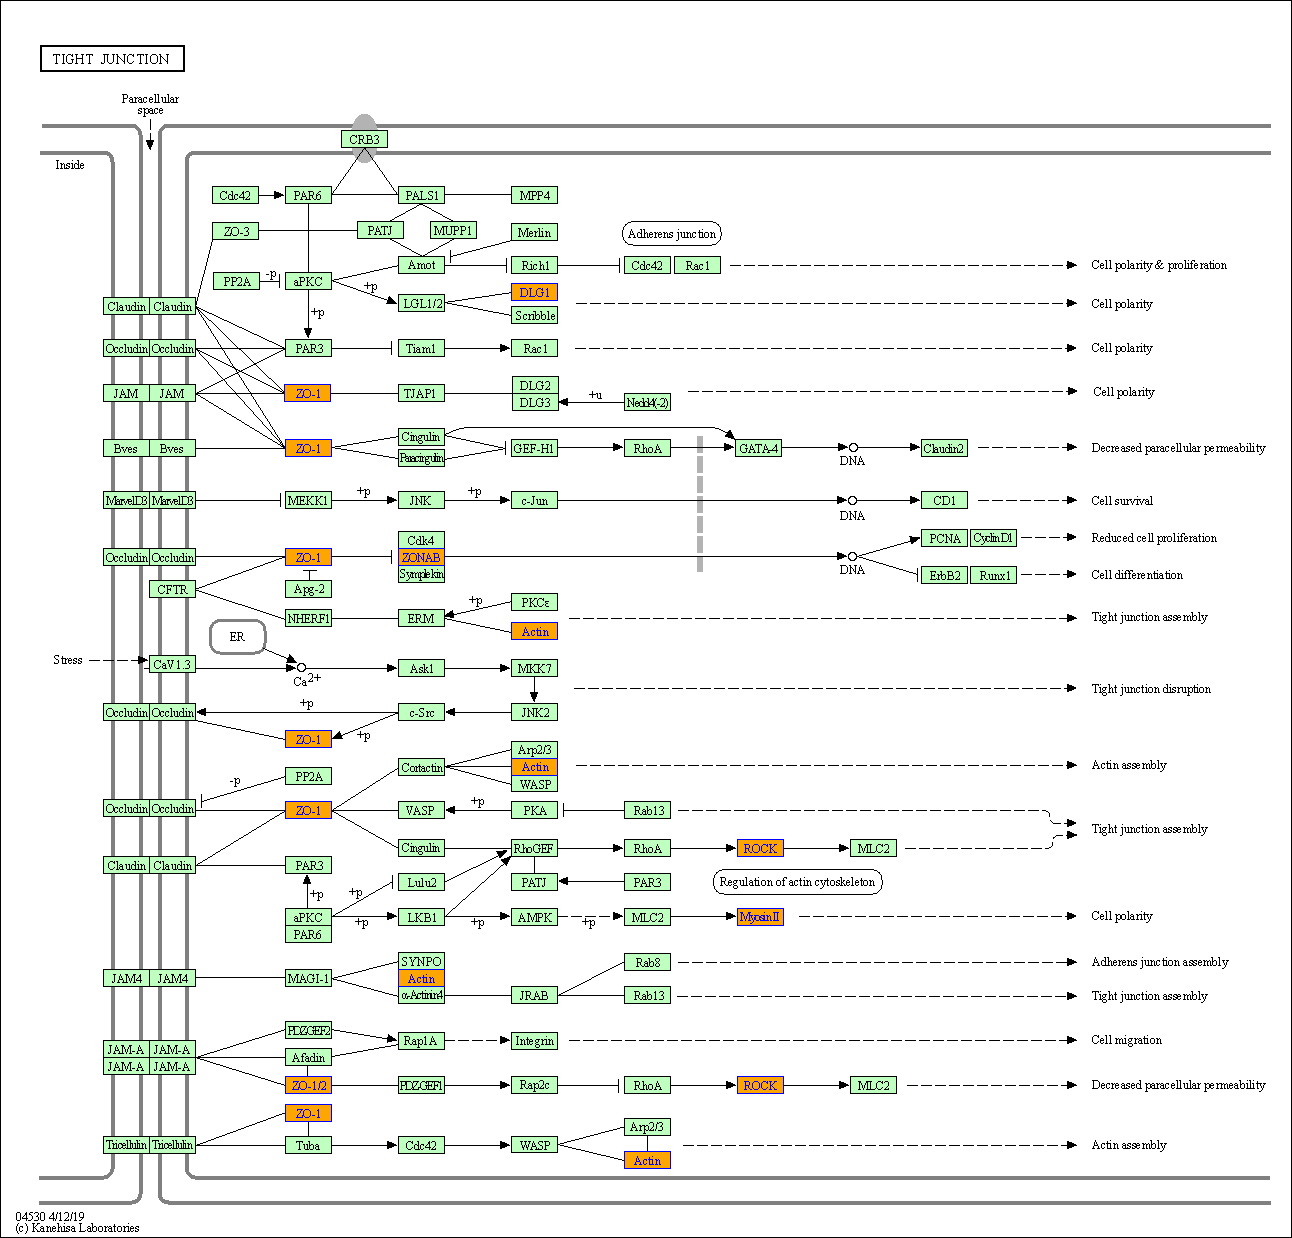 TIGHT JUNCTION
Paracellular
space
Inside
CRB3
Cdc42 PAR6 PALS1 MPP4
ZO-3 PATJ MUPP1 Merlin Adherens junction
Amot Rich1 Cdc42 Rac1 Cell polarity & proliferation
PP2A -p aPKC +p
DLG1
Claudin Claudin +p LGL1/2 Cell polarity
Scribble
Occludin Occludin PAR3 Tiam1 Rac1 Cell polarity
JAM JAM ZO-1 TJAP1 DLG2 Cell polarity
DLG3 +u Nedd4(-2)
Cingulin
Bves Bves ZO-1 GEF-H1 RhoA GATA-4 DNA Claudin2 Decreased paracellular permeability
Paracingulin
MarvelD3 MarvelD3 MEKK1 +p JNK +p c-Jun DNA CD1 Cell survival
Cdk4 PCNA CyclinD1 Reduced cell proliferation
Occludin Occludin ZO-1 ZONAB DNA
Symplekin ErbB2 Runx1 Cell differentiation
CFTR Apg-2
+p PKCε
NHERF1 ERM Tight junction assembly
Actin
ER
Stress CaV1.3 Ca2+ Ask1 MKK7
Tight junction disruption
Occludin Occludin +p c-Src JNK2
ZO-1 +p
Arp2/3
Cortactin Actin Actin assembly
-p PP2A WASP
Occludin Occludin ZO-1 VASP +p PKA Rab13
Tight junction assembly
Cingulin RhoGEF RhoA ROCK MLC2
Claudin Claudin PAR3
+p +p Lulu2 PATJ PAR3 Regulation of actin cytoskeleton
aPKC +p LKB1 +p AMPK +p MLC2 MyosinII Cell polarity
PAR6
SYNPO Rab8 Adherens junction assembly
JAM4 JAM4 MAGI-1 Actin
α-Actinin4 JRAB Rab13 Tight junction assembly
PDZGEF2
Rap1A Integrin Cell migration
JAM-A JAM-A Afadin
JAM-A JAM-A
ZO-1/2 PDZGEF1 Rap2c RhoA ROCK MLC2 Decreased paracellular permeability
ZO-1
Arp2/3
Tricellulin Tricellulin Tuba Cdc42 WASP Actin assembly
Actin
04530 4/12/19
(c) Kanehisa Laboratories